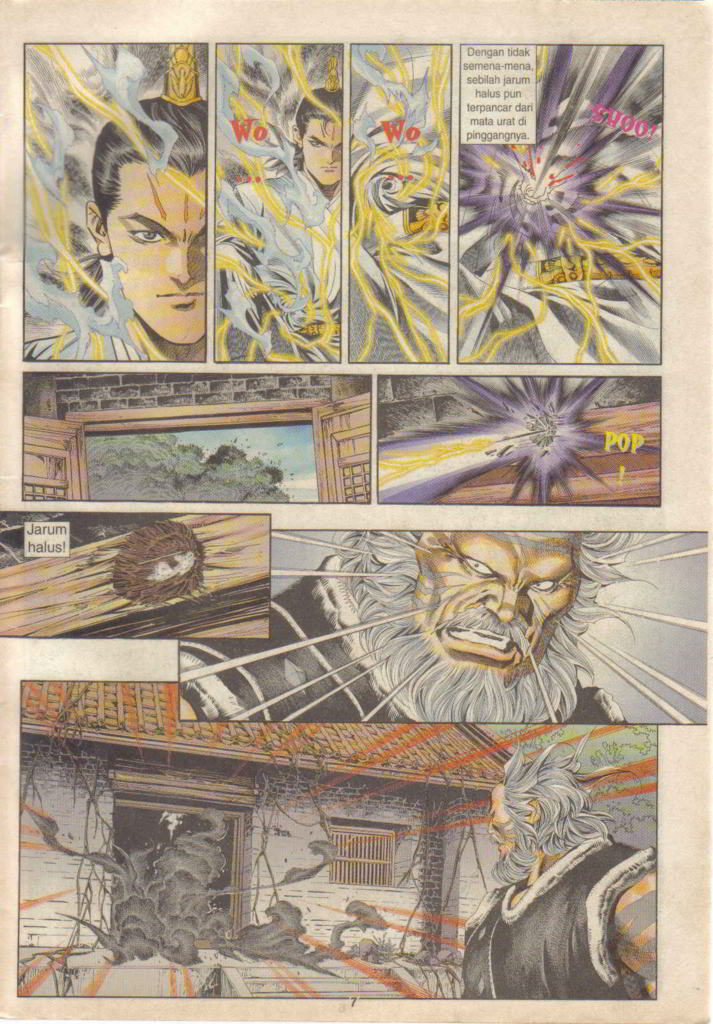 Wo
...
Wo
...
Dengan tidak
semena-mena,
sebilah jarum
halus pun
terpancar dari
mata urat di
pinggangnya.
SHOO!
POP
!
Jarum
halus!
7